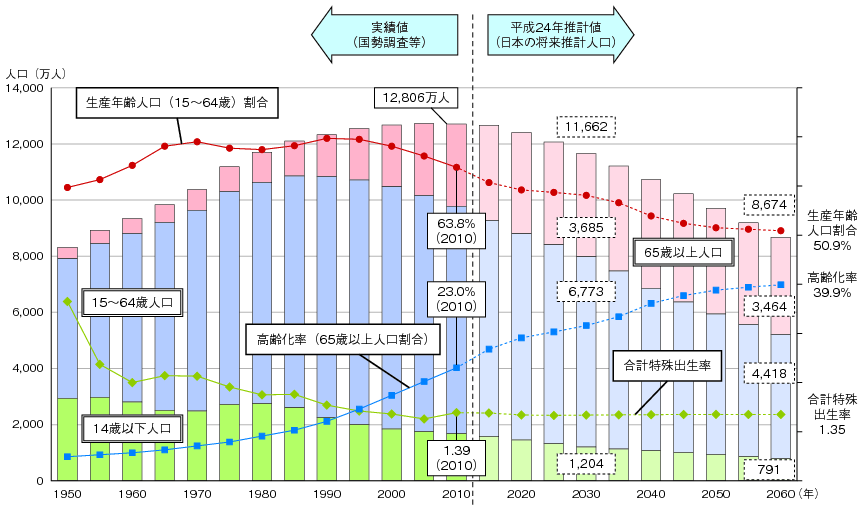 実績値
(国勢調査等)
平成24年推計値
(日本の将来推計人口)
人口（万人）
14,000
12,000
10,000
8,000
6,000
4,000
2,000
0
生産年齢人口（15～64歳）割合
12,806万人
11,662
8,674
生産年齢
人口割合
50.9%
63.8%
(2010)
3,685
65歳以上人口
高齢化率
39.9%
15～64歳人口
23.0%
(2010)
6,773
3,464
高齢化率（65歳以上人口割合）
合計特殊出生率
4,418
合計特殊
出生率
1.35
14歳以下人口
1.39
(2010)
1,204
791
1950 1960 1970 1980 1990 2000 2010 2020 2030 2040 2050 2060（年）